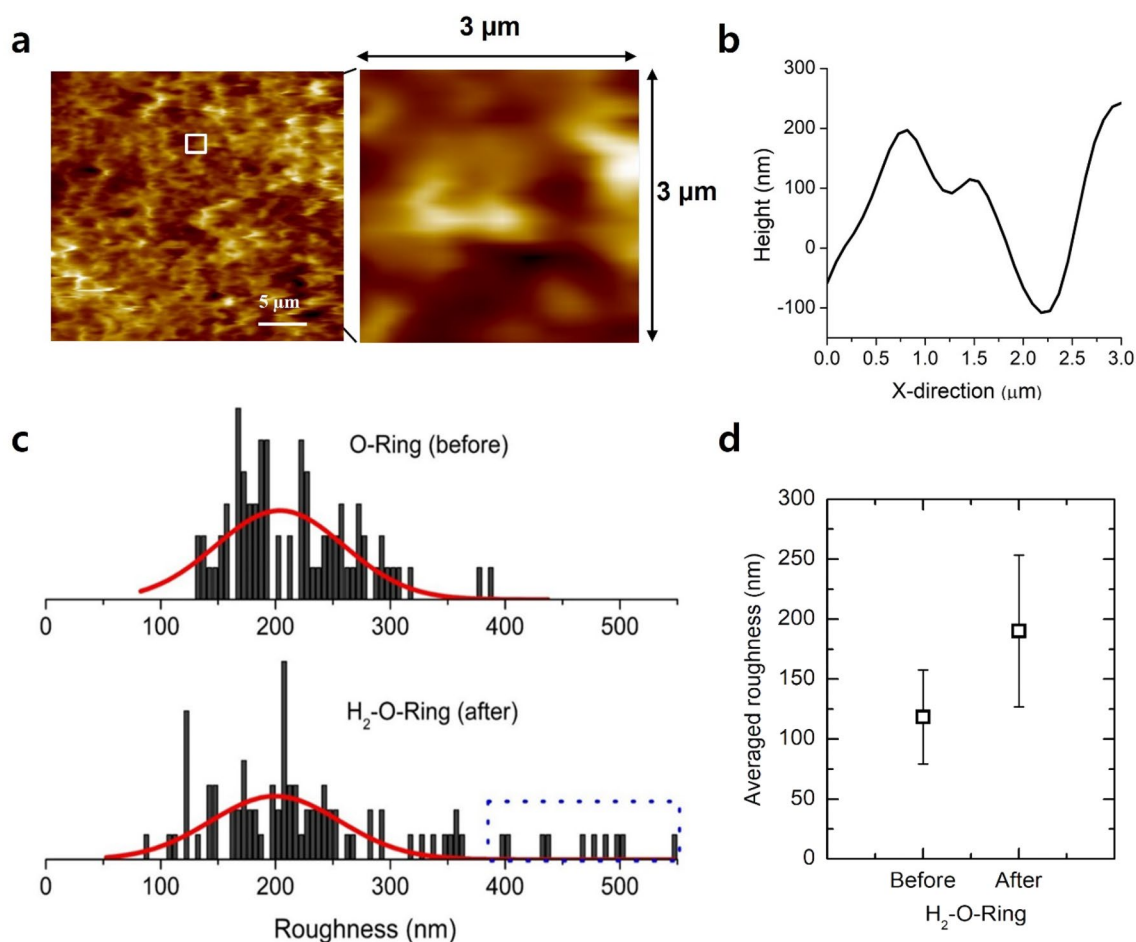 a
3 µm
3 µm
5 µm
b
300
200
100
0
-100
Height (nm)
0.0 0.5 1.0 1.5 2.0 2.5 3.0
X-direction (µm)
c
O-Ring (before)
0 100 200 300 400 500
H2-O-Ring (after)
0 100 200 300 400 500
Roughness (nm)
d
300
250
200
150
100
50
0
Averaged roughness (nm)
Before After
H2-O-Ring